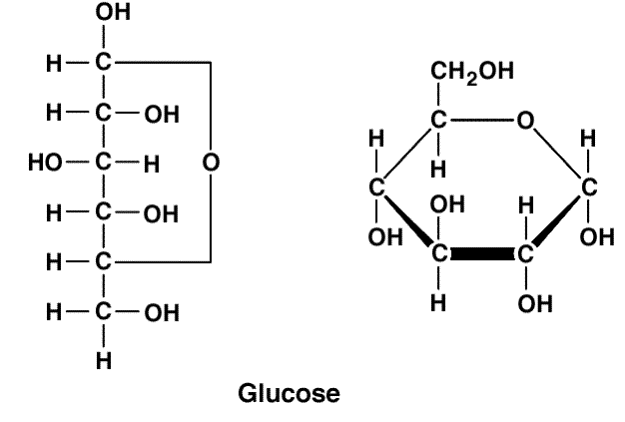 OH
H—C
H—C—OH
HO—C—H
O
H—C—OH
H—C
H—C—OH
H
CH₂OH
C O
H H
H
C C
OH H
OH OH
C C
H OH
Glucose